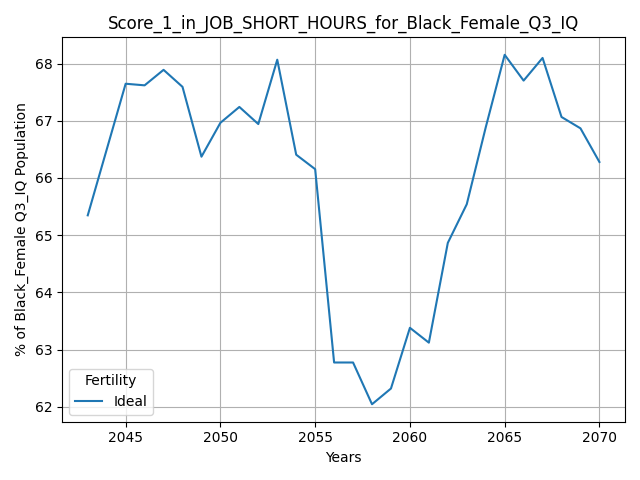 Score_1_in_JOB_SHORT_HOURS_for_Black_Female_Q3_IQ
% of Black_Female Q3_IQ Population
68
67
66
65
64
63
62
Fertility
Ideal
2045 2050 2055 2060 2065 2070
Years